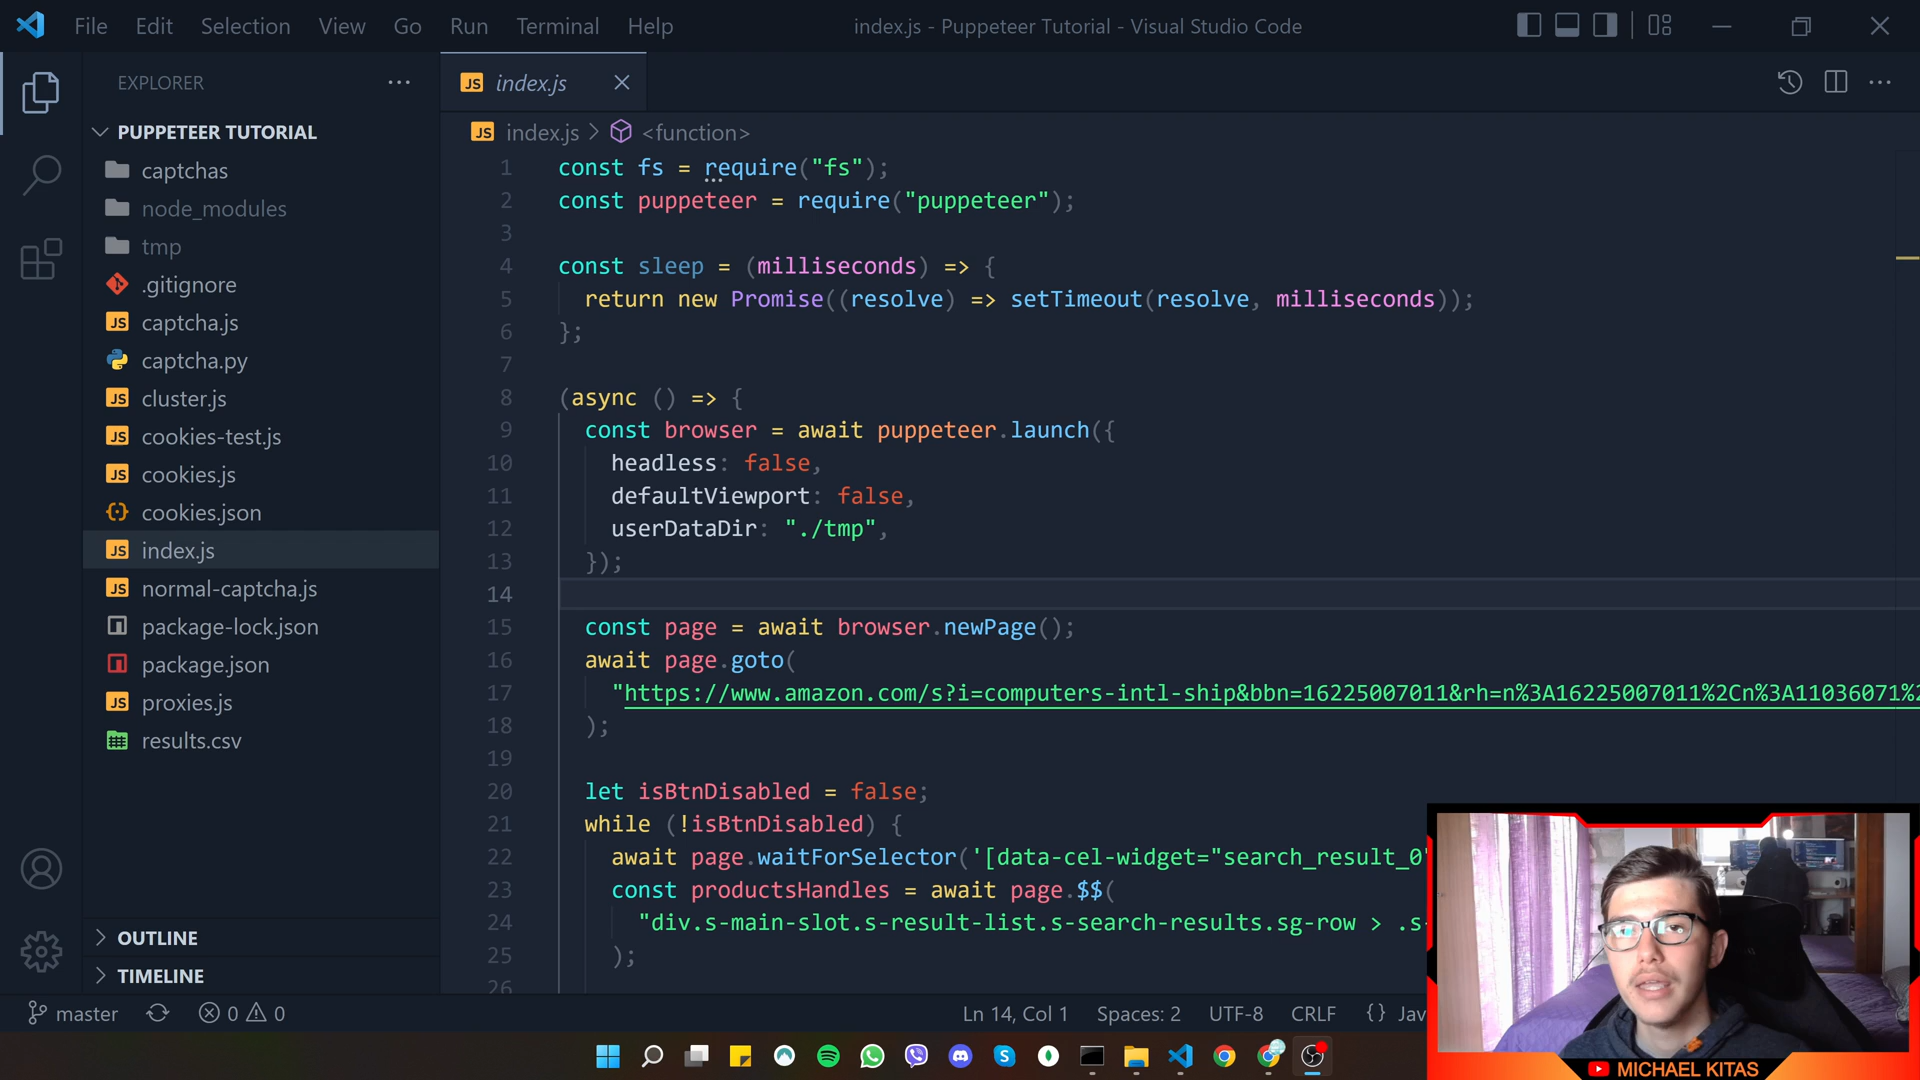 File Edit Selection View Go Run Terminal Help
index.js - Puppeteer Tutorial - Visual Studio Code
EXPLORER
PUPPETEER TUTORIAL
captchas
node_modules
tmp
.gitignore
captcha.js
captcha.py
cluster.js
cookies-test.js
cookies.js
cookies.json
index.js
normal-captcha.js
package-lock.json
package.json
proxies.js
results.csv
OUTLINE
TIMELINE
JS index.js
JS index.js > <function>
1 const fs = require("fs");
2 const puppeteer = require("puppeteer");
3
4 const sleep = (milliseconds) => {
5 return new Promise((resolve) => setTimeout(resolve, milliseconds));
6 };
7
8 (async () => {
9 const browser = await puppeteer.launch({
10 headless: false,
11 defaultViewport: false,
12 userDataDir: "./tmp",
13 });
14
15 const page = await browser.newPage();
16 await page.goto(
17 "https://www.amazon.com/s?i=computers-intl-ship&bbn=16225007011&rh=n%3A16225007011%2Cn%3A11036071%2
18 );
19
20 let isBtnDisabled = false;
21 while (!isBtnDisabled) {
22 await page.waitForSelector('[data-cel-widget="search_result_0"
23 const productsHandles = await page.$$(
24 "div.s-main-slot.s-result-list.s-search-results.sg-row > .s-
25 );
26
master 0 0 Ln 14, Col 1 Spaces: 2 UTF-8 CRLF {} Jav
MICHAEL KITAS